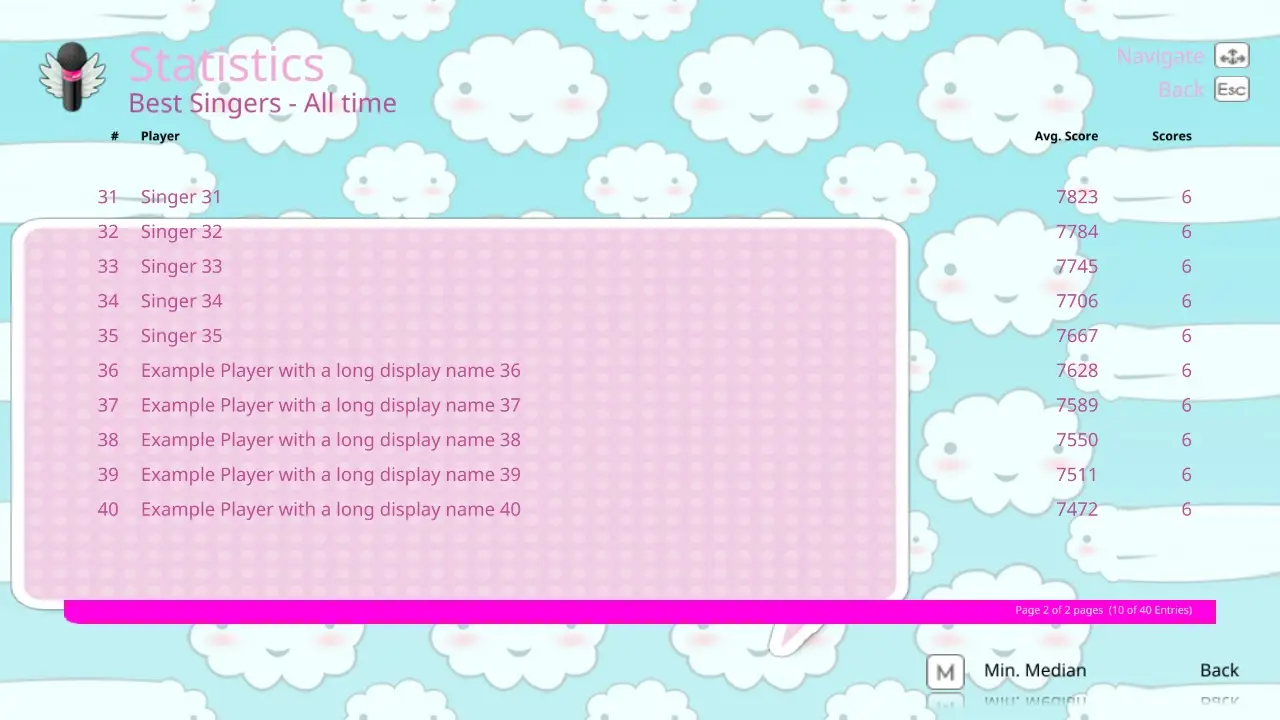 Statistics
Best Singers - All time
Navigate
Back Esc
# Player Avg. Score Scores
31 Singer 31 7823 6
32 Singer 32 7784 6
33 Singer 33 7745 6
34 Singer 34 7706 6
35 Singer 35 7667 6
36 Example Player with a long display name 36 7628 6
37 Example Player with a long display name 37 7589 6
38 Example Player with a long display name 38 7550 6
39 Example Player with a long display name 39 7511 6
40 Example Player with a long display name 40 7472 6
Page 2 of 2 pages (10 of 40 Entries)
M Min. Median Back